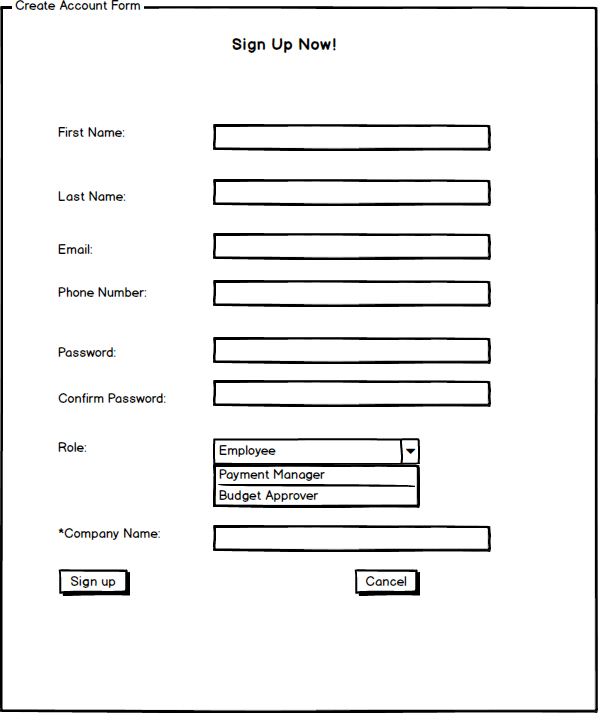 Create Account Form
Sign Up Now!
First Name:
Last Name:
Email:
Phone Number:
Password:
Confirm Password:
Role:
Employee
Payment Manager
Budget Approver
*Company Name:
Sign up
Cancel